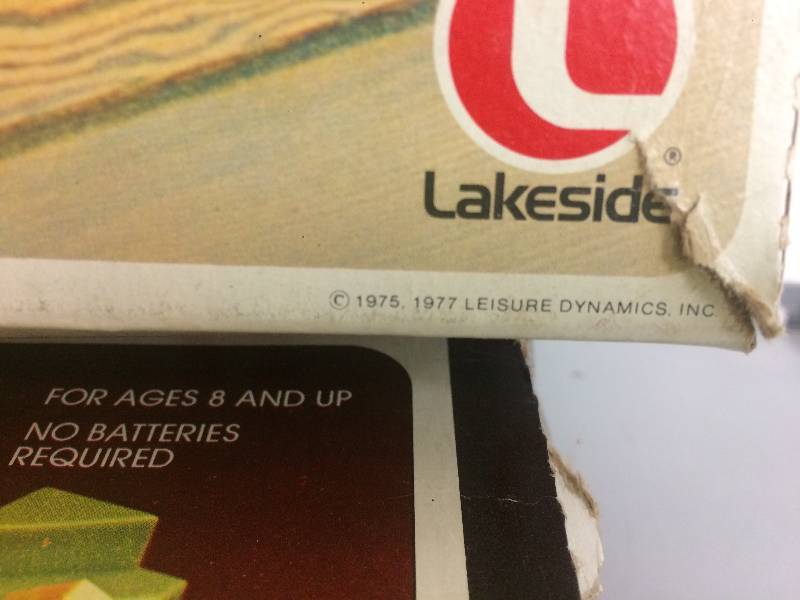 L
®
Lakeside
© 1975, 1977 LEISURE DYNAMICS, INC
FOR AGES 8 AND UP
NO BATTERIES
REQUIRED